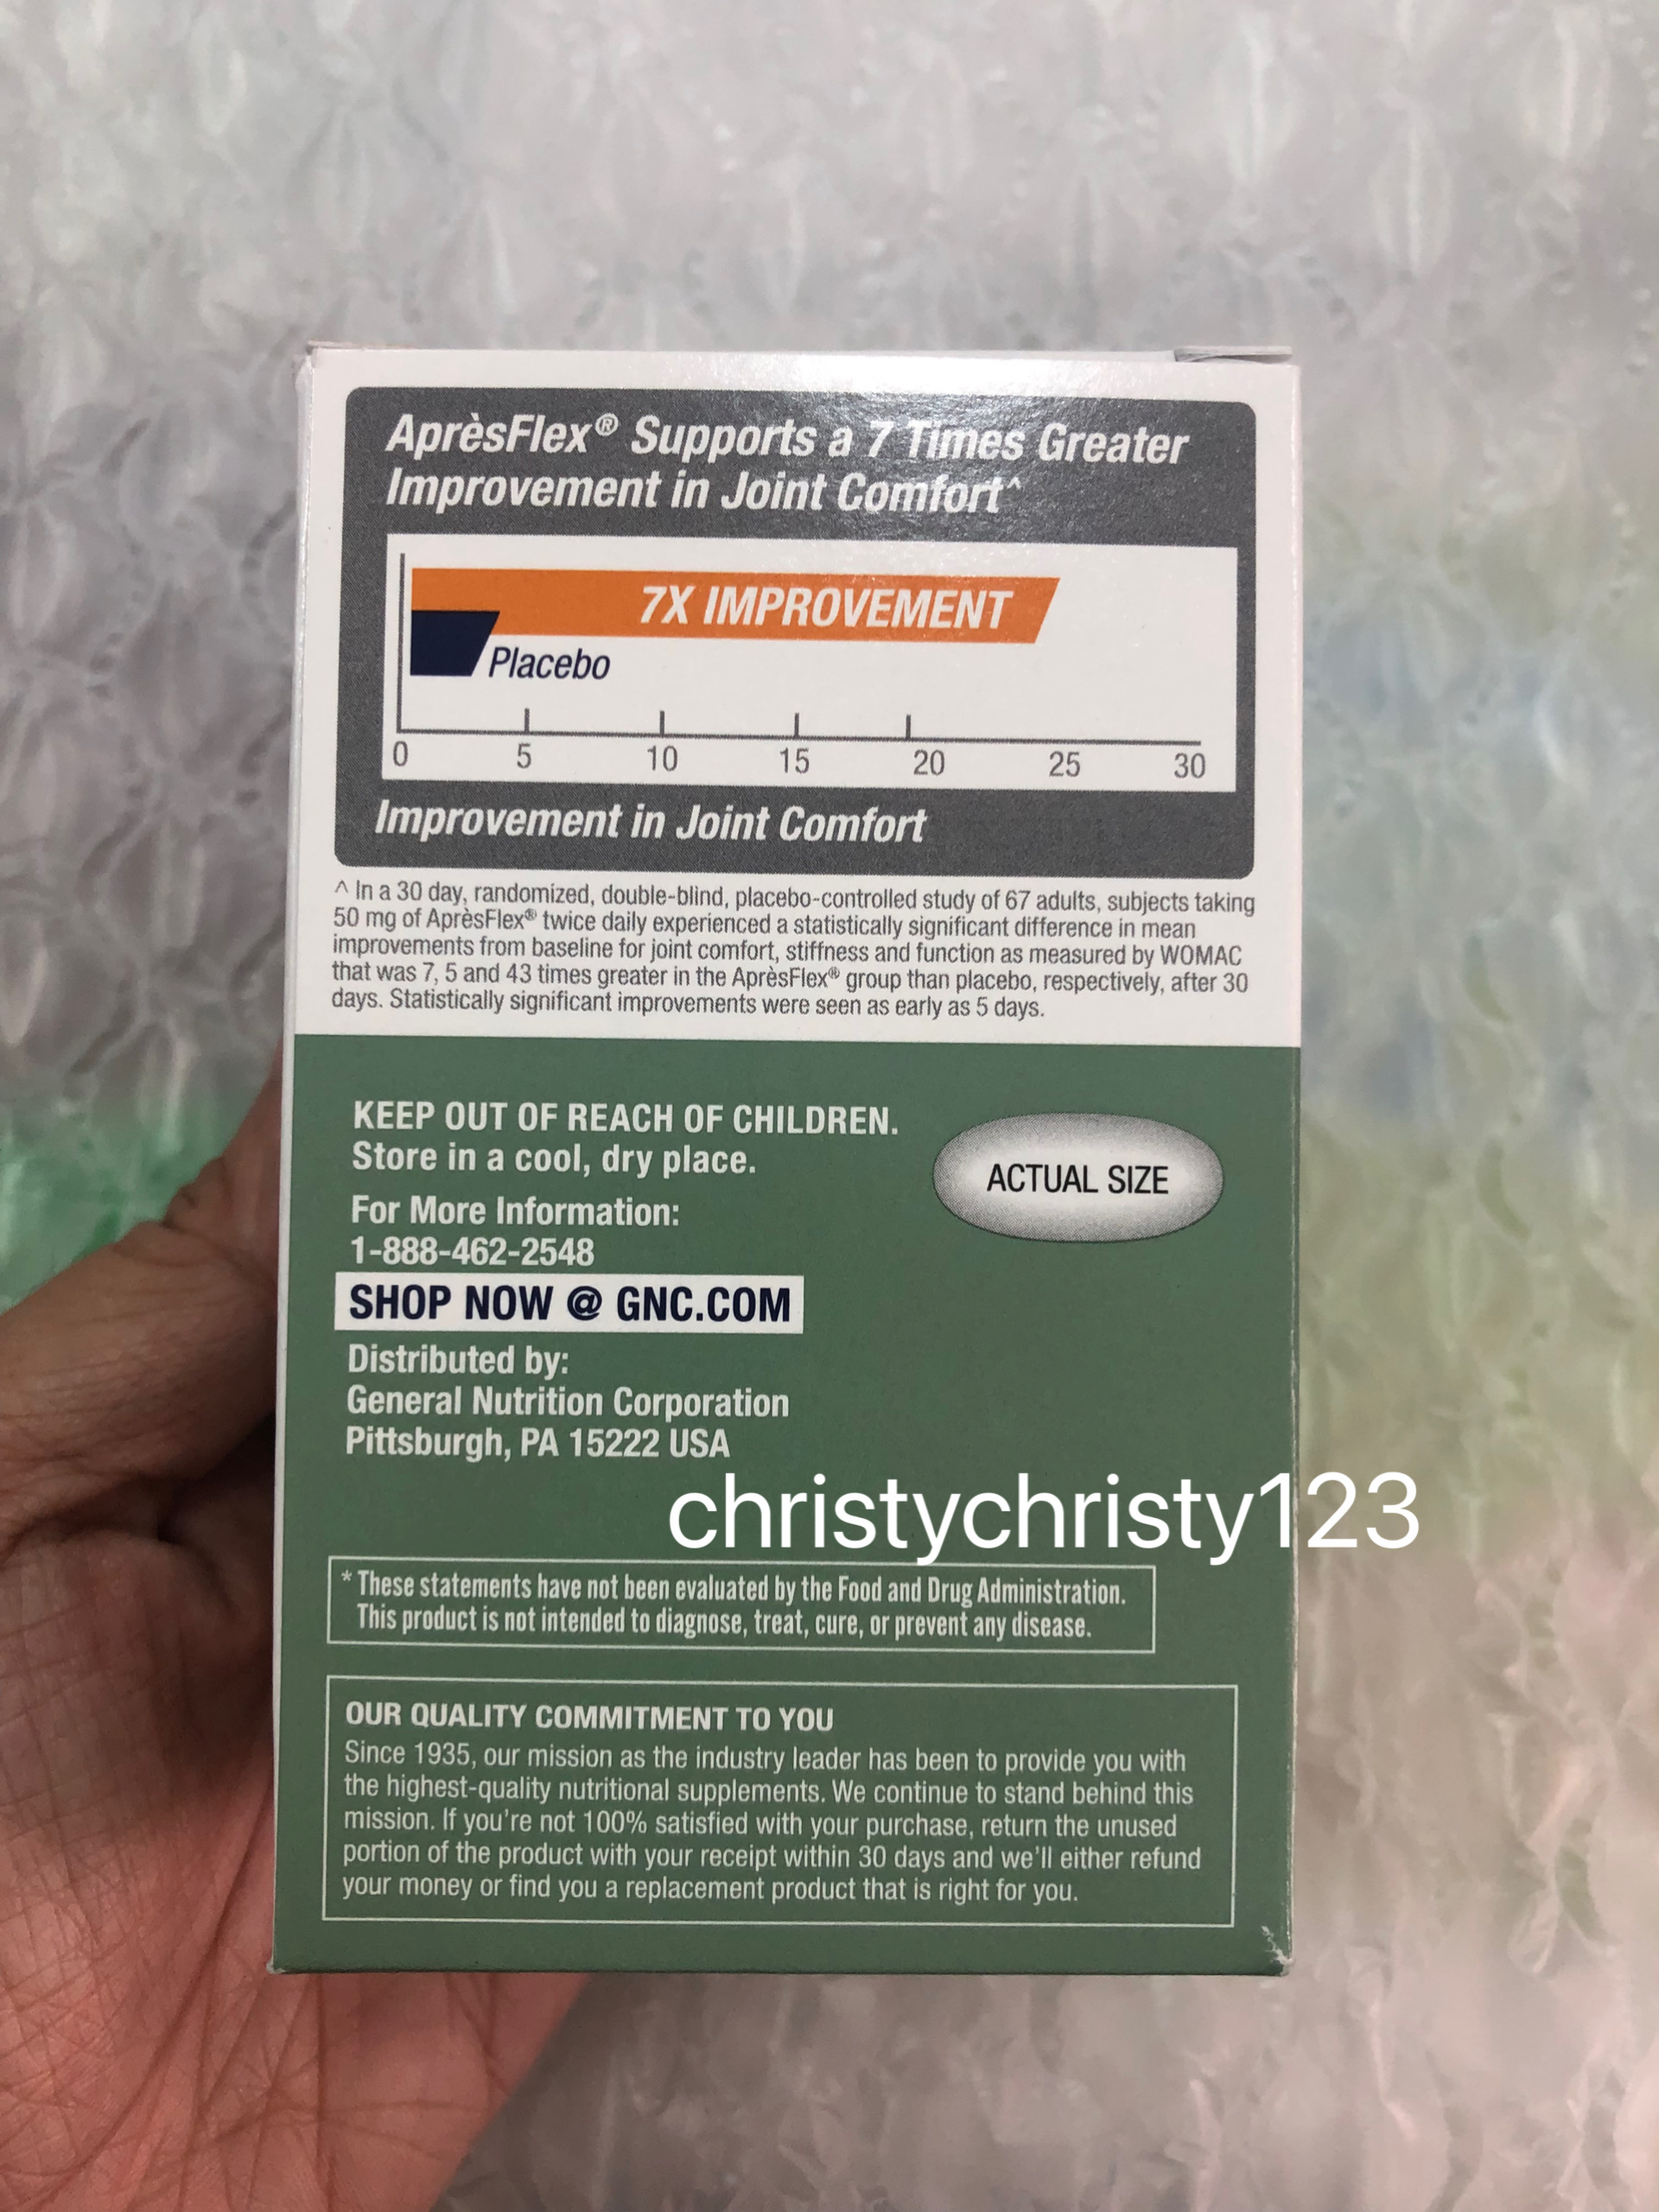 AprèsFlex® Supports a 7 Times Greater
Improvement in Joint Comfort^
7X IMPROVEMENT
Placebo
0 5 10 15 20 25 30
Improvement in Joint Comfort
^ In a 30 day, randomized, double-blind, placebo-controlled study of 67 adults, subjects taking
50 mg of AprèsFlex® twice daily experienced a statistically significant difference in mean
improvements from baseline for joint comfort, stiffness and function as measured by WOMAC
that was 7, 5 and 43 times greater in the AprèsFlex® group than placebo, respectively, after 30
days. Statistically significant improvements were seen as early as 5 days.
KEEP OUT OF REACH OF CHILDREN.
Store in a cool, dry place.
ACTUAL SIZE
For More Information:
1-888-462-2548
SHOP NOW @ GNC.COM
Distributed by:
General Nutrition Corporation
Pittsburgh, PA 15222 USA
christychristy123
* These statements have not been evaluated by the Food and Drug Administration.
This product is not intended to diagnose, treat, cure, or prevent any disease.
OUR QUALITY COMMITMENT TO YOU
Since 1935, our mission as the industry leader has been to provide you with
the highest-quality nutritional supplements. We continue to stand behind this
mission. If you're not 100% satisfied with your purchase, return the unused
portion of the product with your receipt within 30 days and we'll either refund
your money or find you a replacement product that is right for you.